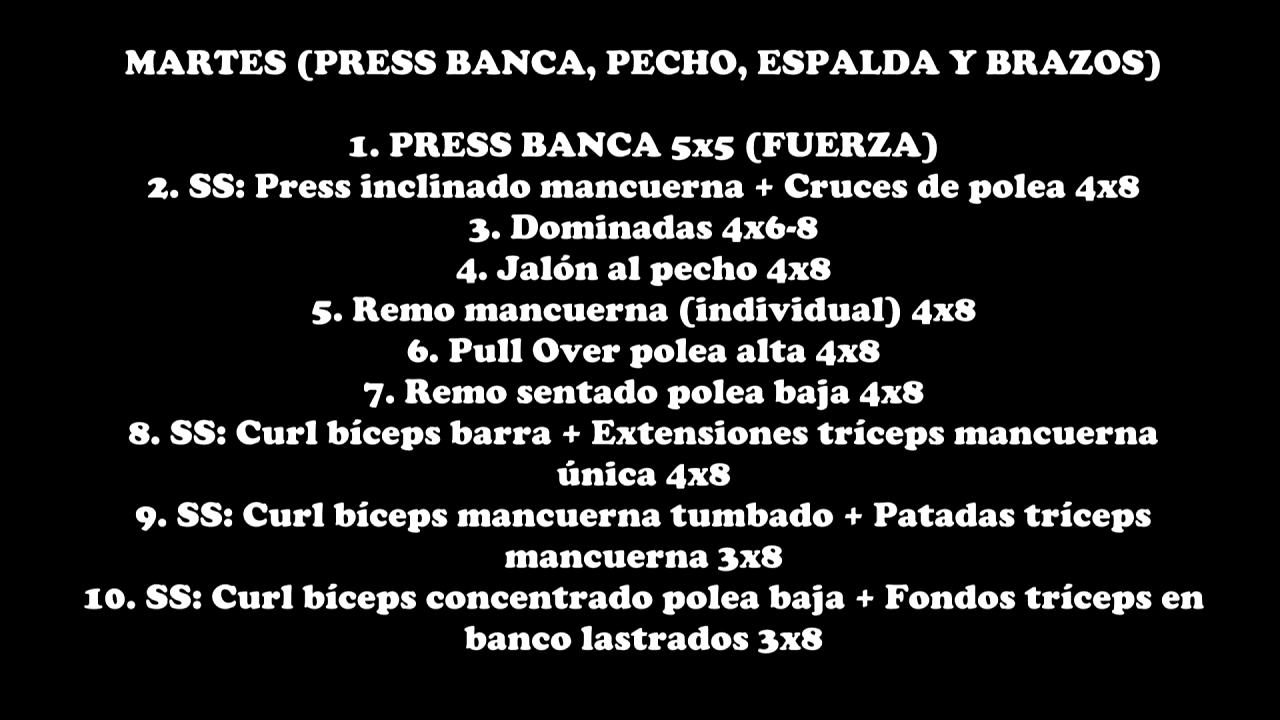 MARTES (PRESS BANCA, PECHO, ESPALDA Y BRAZOS)
1. PRESS BANCA 5x5 (FUERZA)
2. SS: Press inclinado mancuerna + Cruces de polea 4x8
3. Dominadas 4x6-8
4. Jalón al pecho 4x8
5. Remo mancuerna (individual) 4x8
6. Pull Over polea alta 4x8
7. Remo sentado polea baja 4x8
8. SS: Curl bíceps barra + Extensiones tríceps mancuerna
única 4x8
9. SS: Curl bíceps mancuerna tumbado + Patadas tríceps
mancuerna 3x8
10. SS: Curl bíceps concentrado polea baja + Fondos tríceps en
banco lastrados 3x8